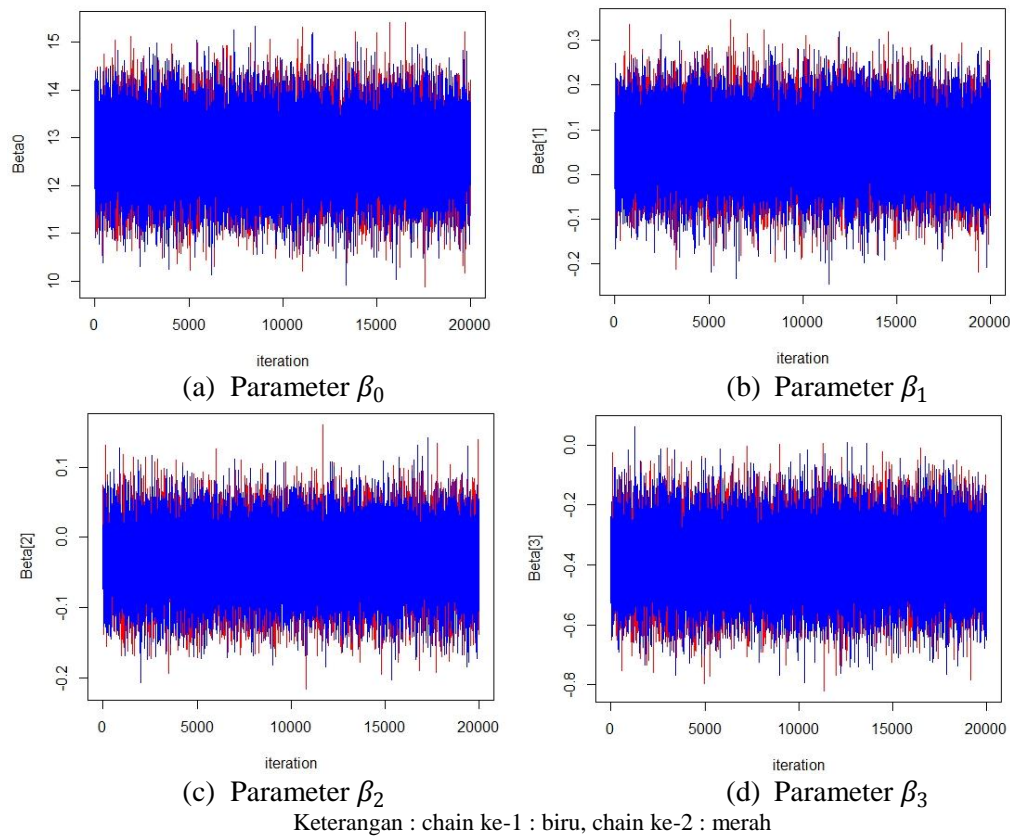 Beta0
15
14
13
12
11
10
0 5000 10000 15000 20000
iteration
(a) Parameter β₀
Beta[1]
0.3
0.2
0.1
0.0
-0.1
-0.2
0 5000 10000 15000 20000
iteration
(b) Parameter β₁
Beta[2]
0.1
0.0
-0.1
-0.2
0 5000 10000 15000 20000
iteration
(c) Parameter β₂
Beta[3]
0.0
-0.2
-0.4
-0.6
-0.8
0 5000 10000 15000 20000
iteration
(d) Parameter β₃
Keterangan : chain ke-1 : biru, chain ke-2 : merah